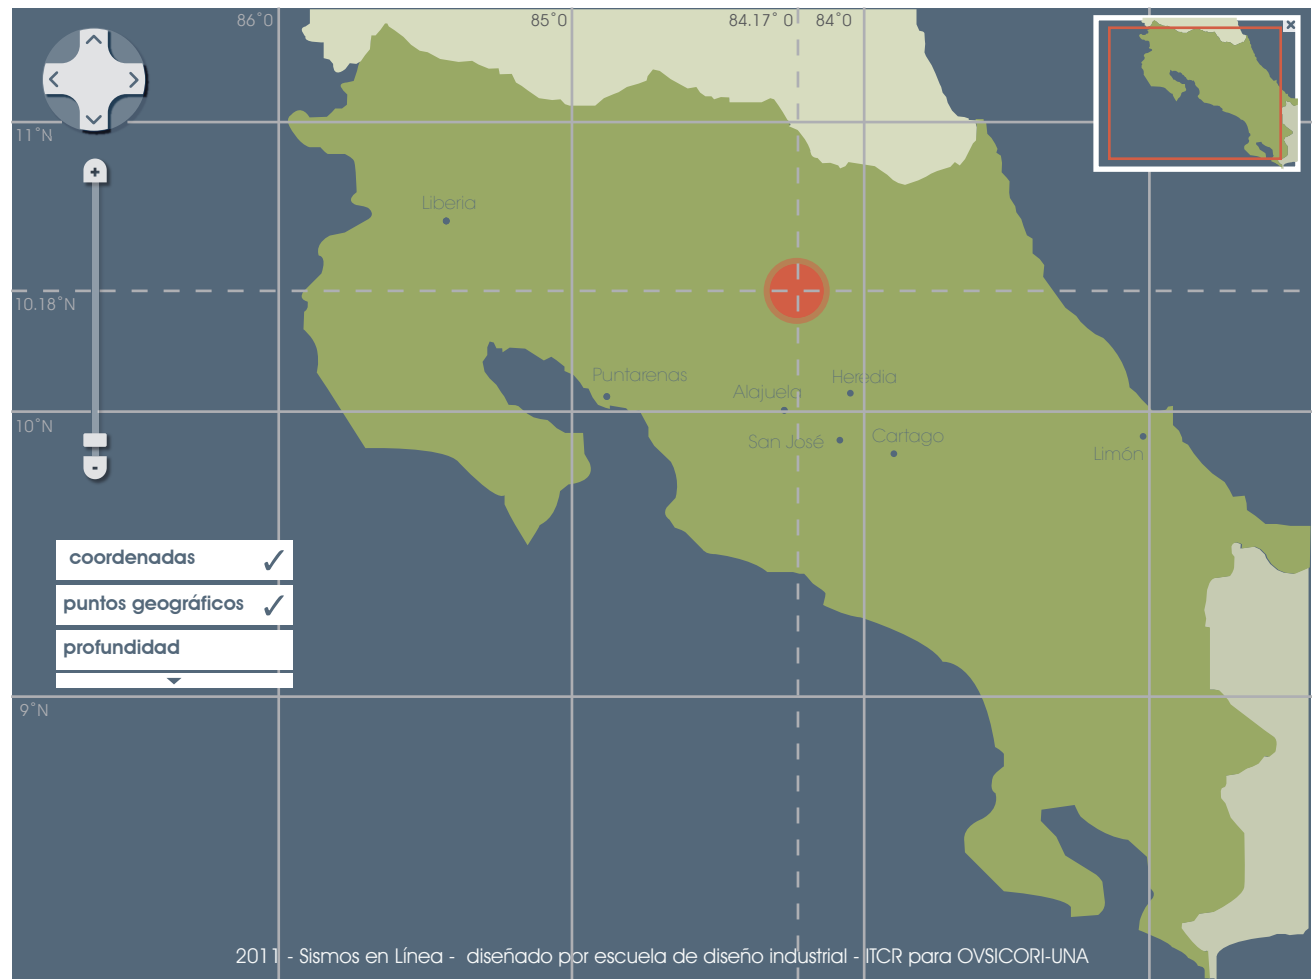 86˚0 85˚0 84.17˚ 0 84˚0
11˚N
+
Liberia
10.18˚N
Puntarenas
Alajuela
Heredia
10˚N
San José
Cartago
Limón
-
coordenadas ✓
puntos geográficos ✓
profundidad
9˚N
2011 - Sismos en Línea - diseñado por escuela de diseño industrial - ITCR para OVSICORI-UNA